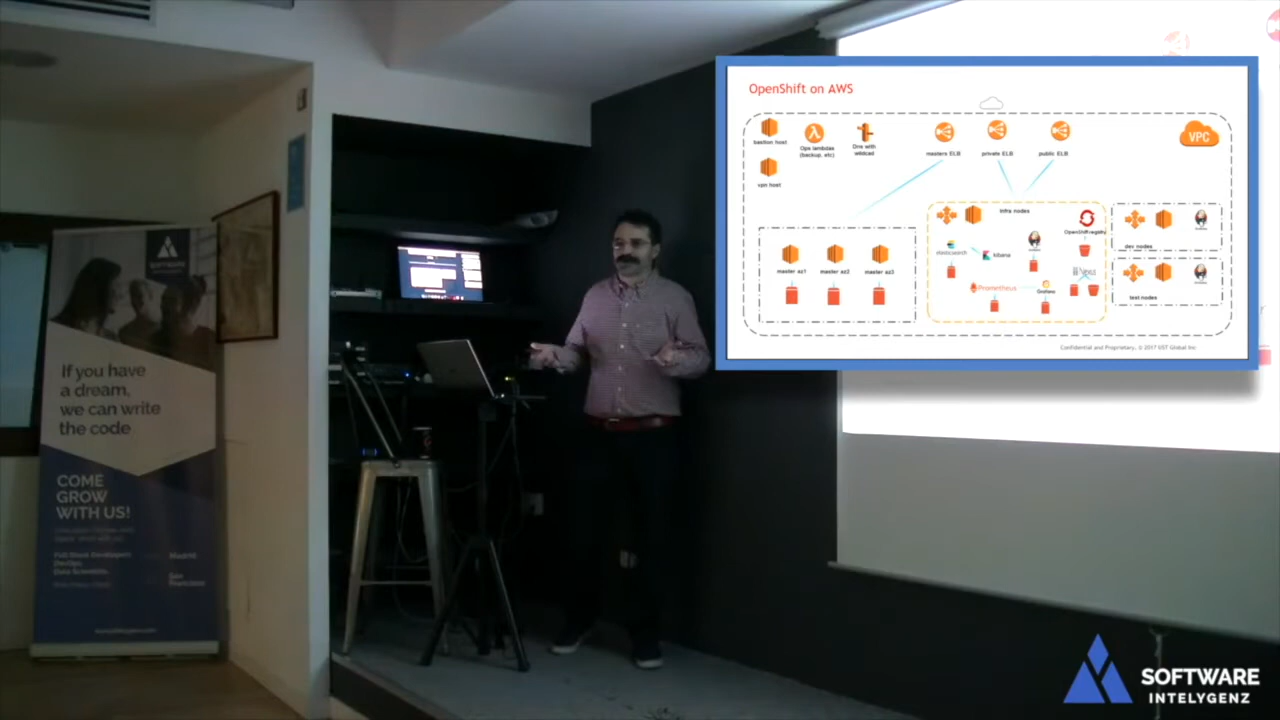 If you have
a dream,
we can write
the code
COME
GROW
WITH US!
Full Stack Developers
DevOps
Data Scientists
Madrid
San
Francisco
OpenShift on AWS
bastion host
Ops lambdas
(backup, etc)
Dns with
wildcad
masters ELB
private ELB
public ELB
VPC
vpn host
infra nodes
OpenShift registry
elasticsearch
kibana
dev nodes
master az1
master az2
master az3
Prometheus
Grafana
test nodes
Confidential and Proprietary. © 2017 UST Global Inc
SOFTWARE
INTELYGENZ